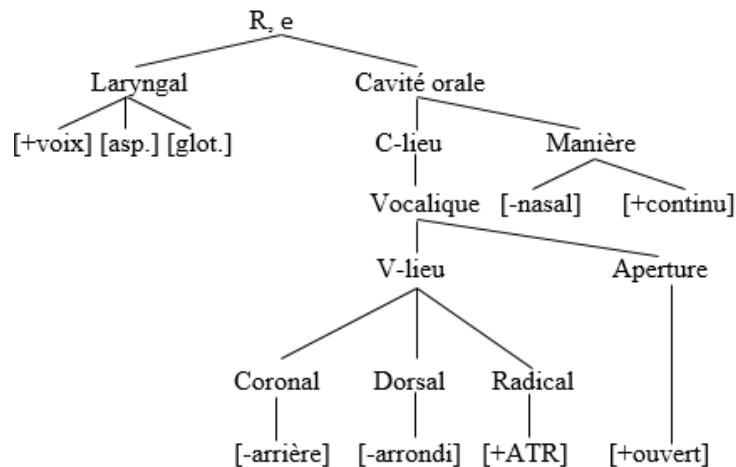 R, e
Laryngal Cavité orale
[+voix] [asp.] [glot.] C-lieu Manière
Vocalique [-nasal] [+continu]
V-lieu Aperture
Coronal Dorsal Radical
[-arrière] [-arrondi] [+ATR] [+ouvert]